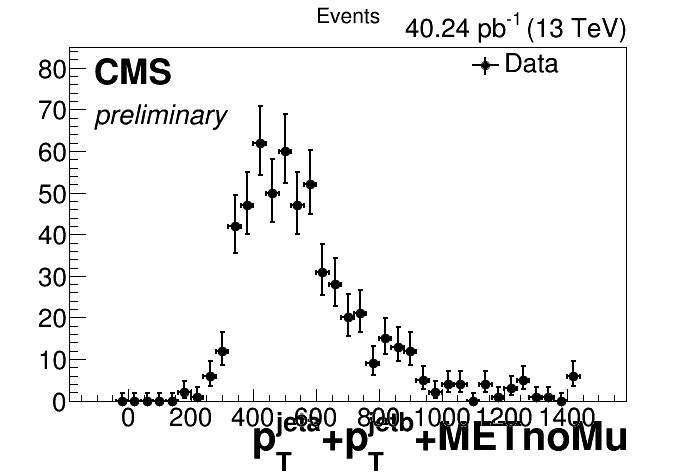 Events
40.24 pb-1 (13 TeV)
CMS
preliminary
Data
80
70
60
50
40
30
20
10
0
0 200 400 600 800 1000 1200 1400
pTjeta+pTjetb+METnoMu